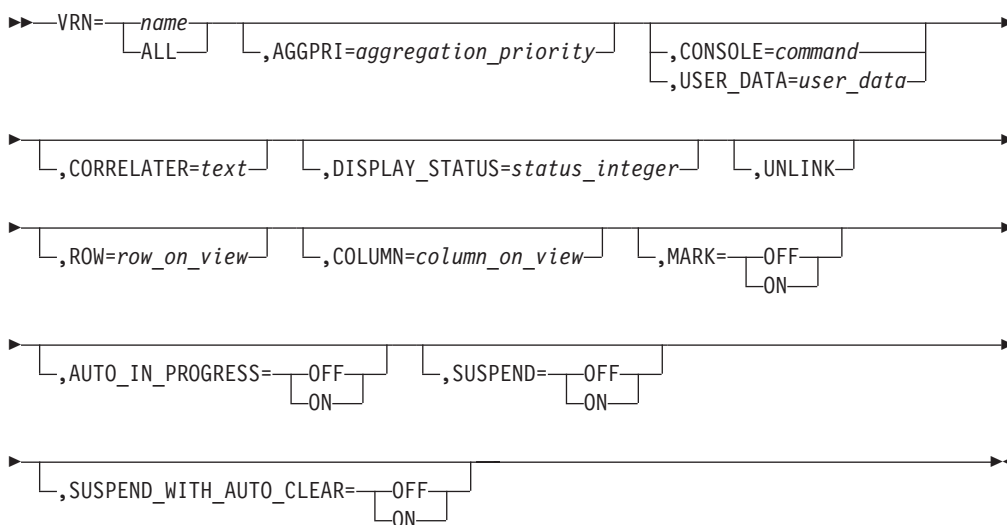 VRN= name ,AGGPRI=aggregation_priority ,CONSOLE=command
ALL ,USER_DATA=user_data
,CORRELATER=text ,DISPLAY_STATUS=status_integer ,UNLINK
,ROW=row_on_view ,COLUMN=column_on_view ,MARK= OFF
ON
,AUTO_IN_PROGRESS= OFF ,SUSPEND= OFF
ON ON
,SUSPEND_WITH_AUTO_CLEAR= OFF
ON